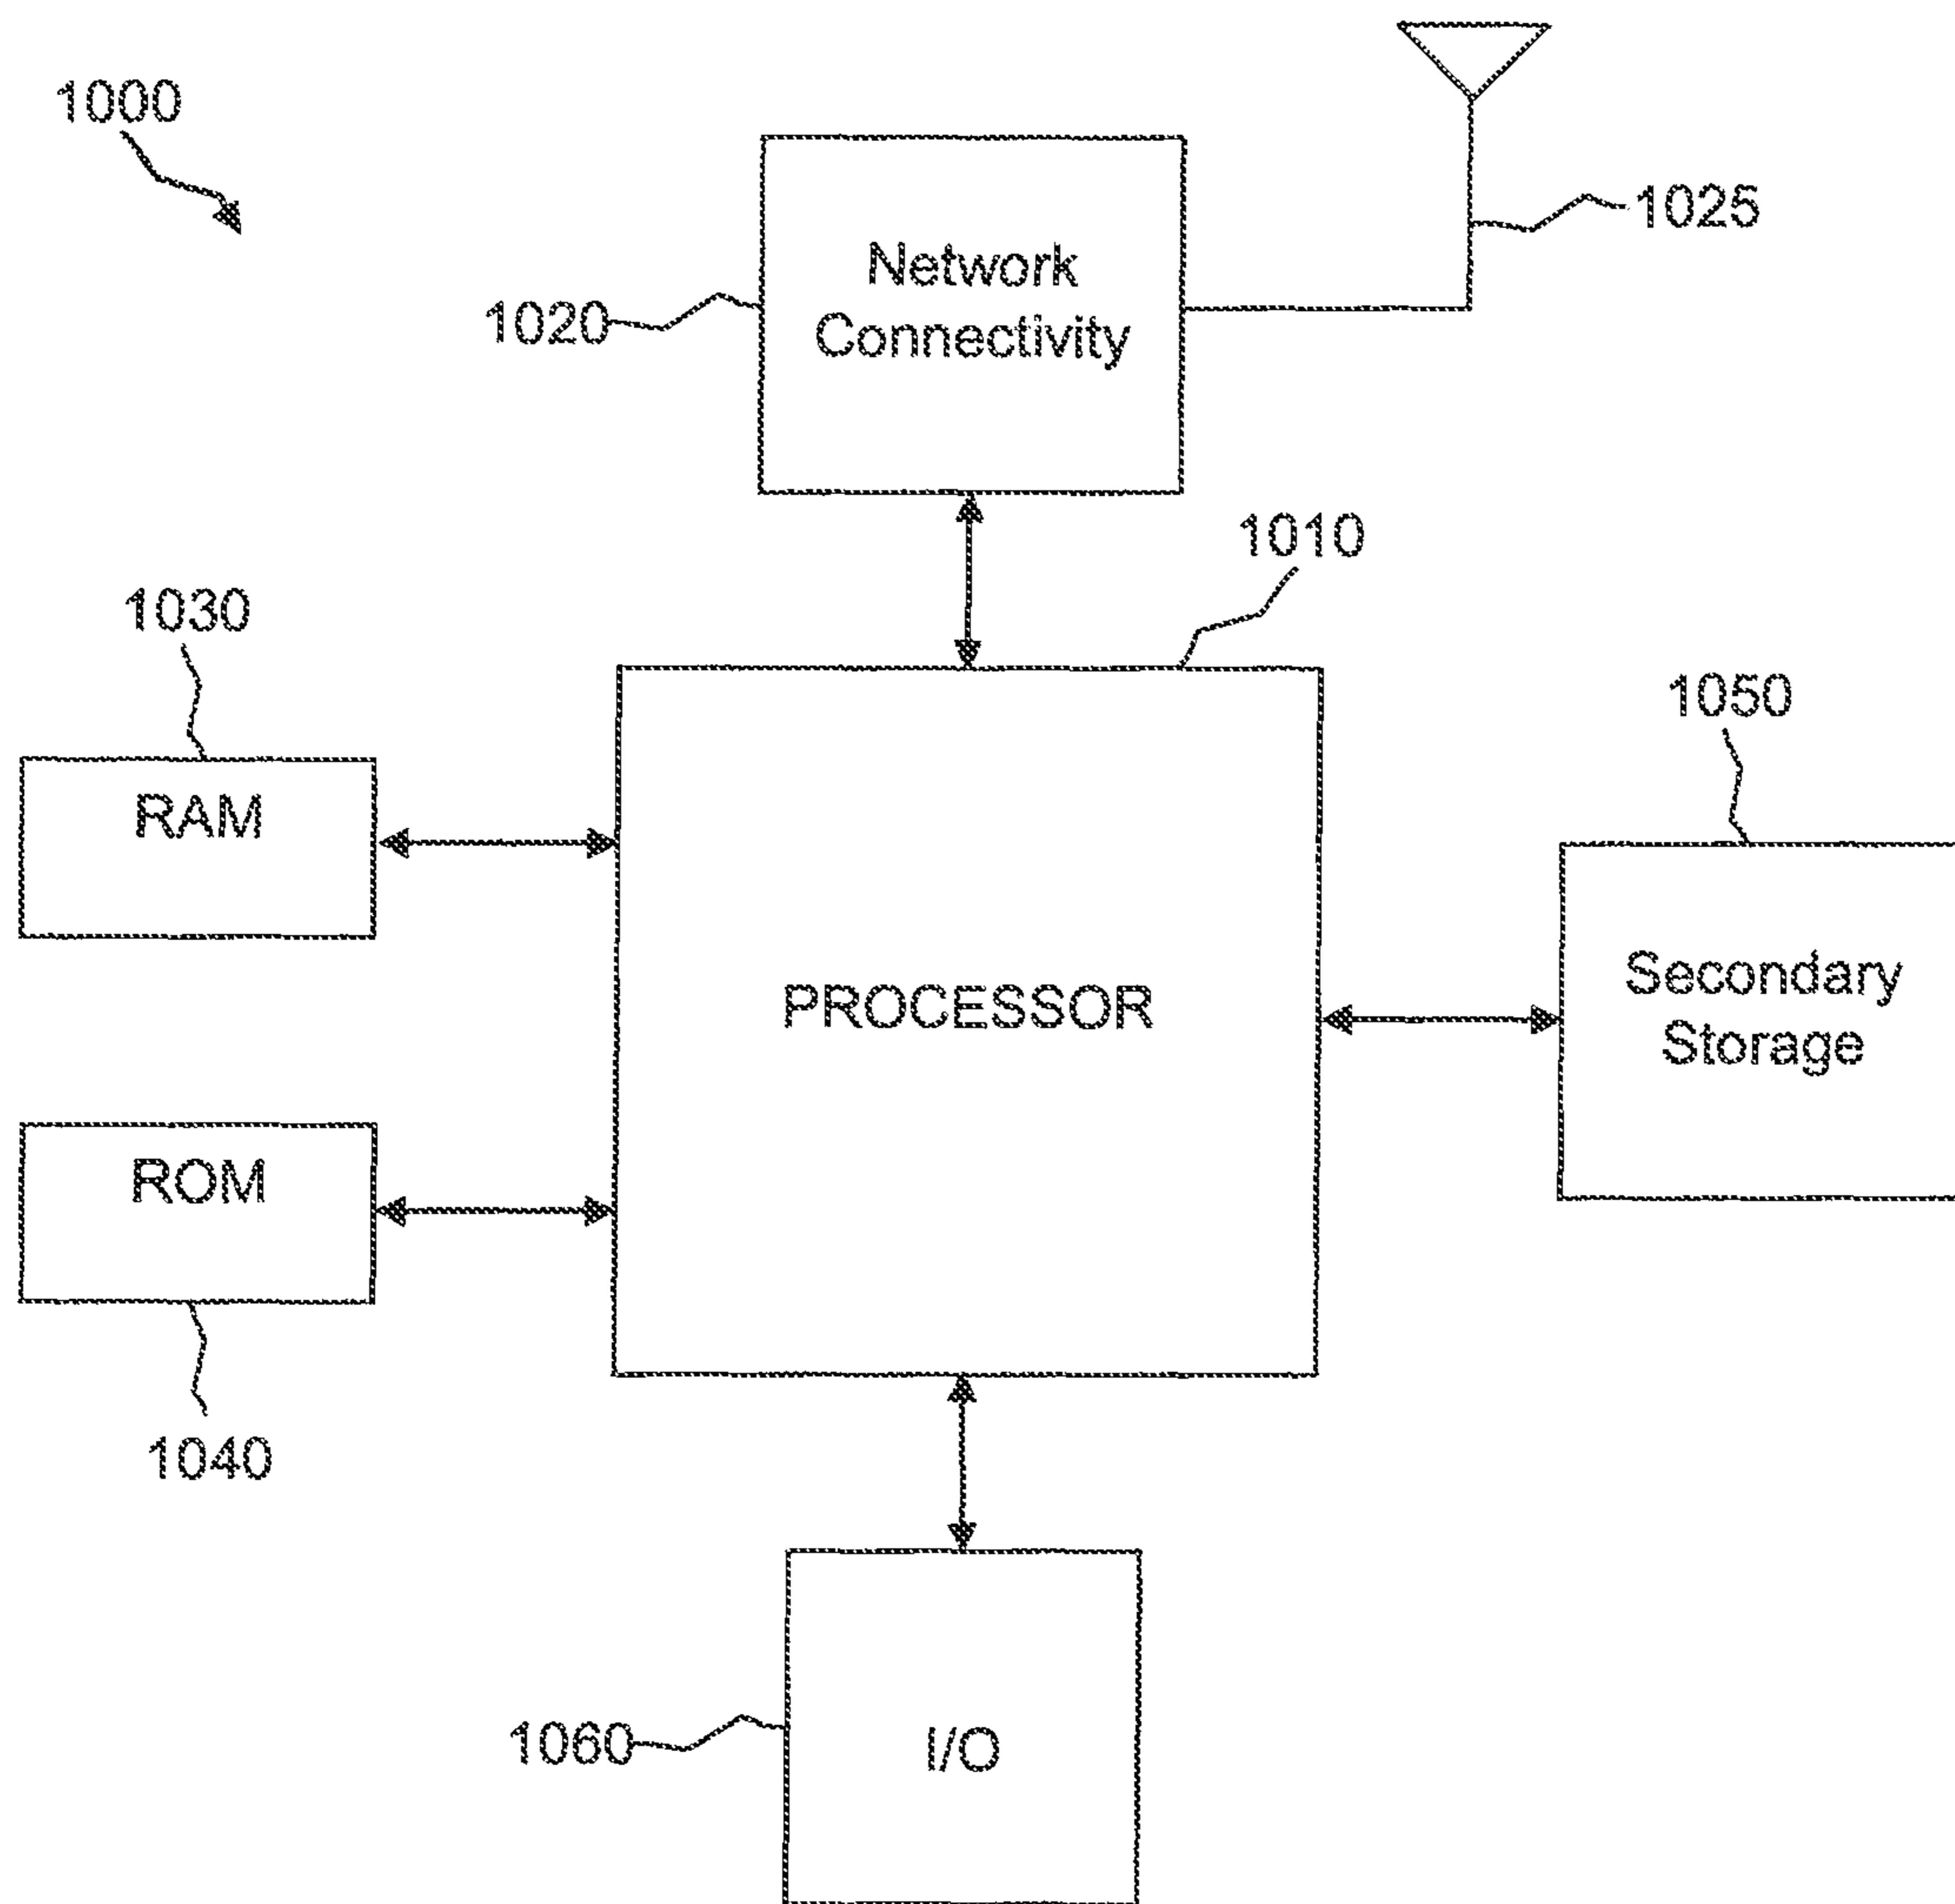 1000
1025
Network
Connectivity
1020
1010
1030
1050
RAM
Secondary
Storage
PROCESSOR
ROM
1040
1060
I/O